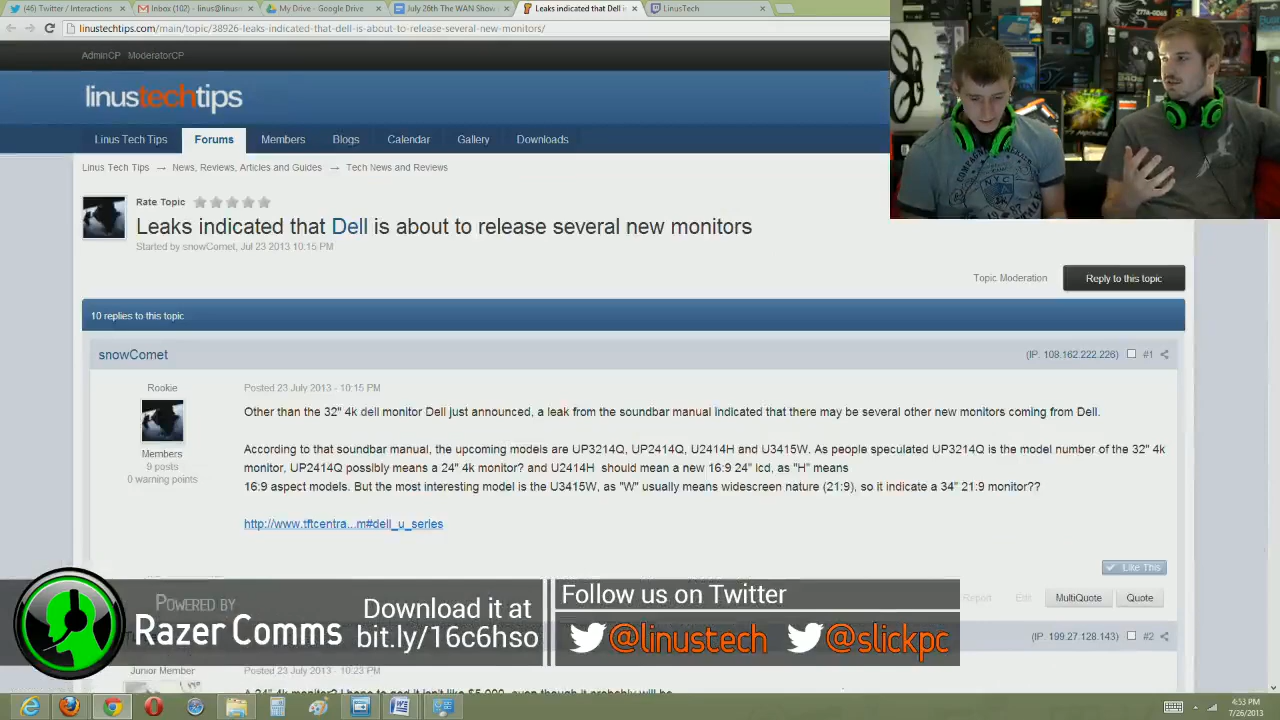 (46) Twitter / Interactions
Inbox (102) - linus@linus
My Drive - Google Drive
July 26th The WAN Show
Leaks indicated that Dell i
LinusTech
linustechtips.com/main/topic/38926-leaks-indicated-that-dell-is-about-to-release-several-new-monitors/
AdminCP ModeratorCP
linustechtips
Linus Tech Tips Forums Members Blogs Calendar Gallery Downloads
Linus Tech Tips → News, Reviews, Articles and Guides → Tech News and Reviews
Rate Topic
Leaks indicated that Dell is about to release several new monitors
Started by snowComet, Jul 23 2013 10:15 PM
Topic Moderation
Reply to this topic
10 replies to this topic
snowComet
(IP: 108.162.222.226) #1
Rookie
Members
9 posts
0 warning points
Posted 23 July 2013 - 10:15 PM
Other than the 32" 4k dell monitor Dell just announced, a leak from the soundbar manual indicated that there may be several other new monitors coming from Dell.
According to that soundbar manual, the upcoming models are UP3214Q, UP2414Q, U2414H and U3415W. As people speculated UP3214Q is the model number of the 32" 4k
monitor, UP2414Q possibly means a 24" 4k monitor? and U2414H should mean a new 16:9 24" lcd, as "H" means
16:9 aspect models. But the most interesting model is the U3415W, as "W" usually means widescreen nature (21:9), so it indicate a 34" 21:9 monitor??
http://www.tftcentra...m#dell_u_series
Like This
Report Edit MultiQuote Quote
(IP: 199.27.128.143) #2
Junior Member
Posted 23 July 2013 - 10:23 PM
POWERED BY
Razer Comms
Download it at
bit.ly/16c6hso
Follow us on Twitter
@linustech @slickpc
NYC
4:53 PM
7/26/2013